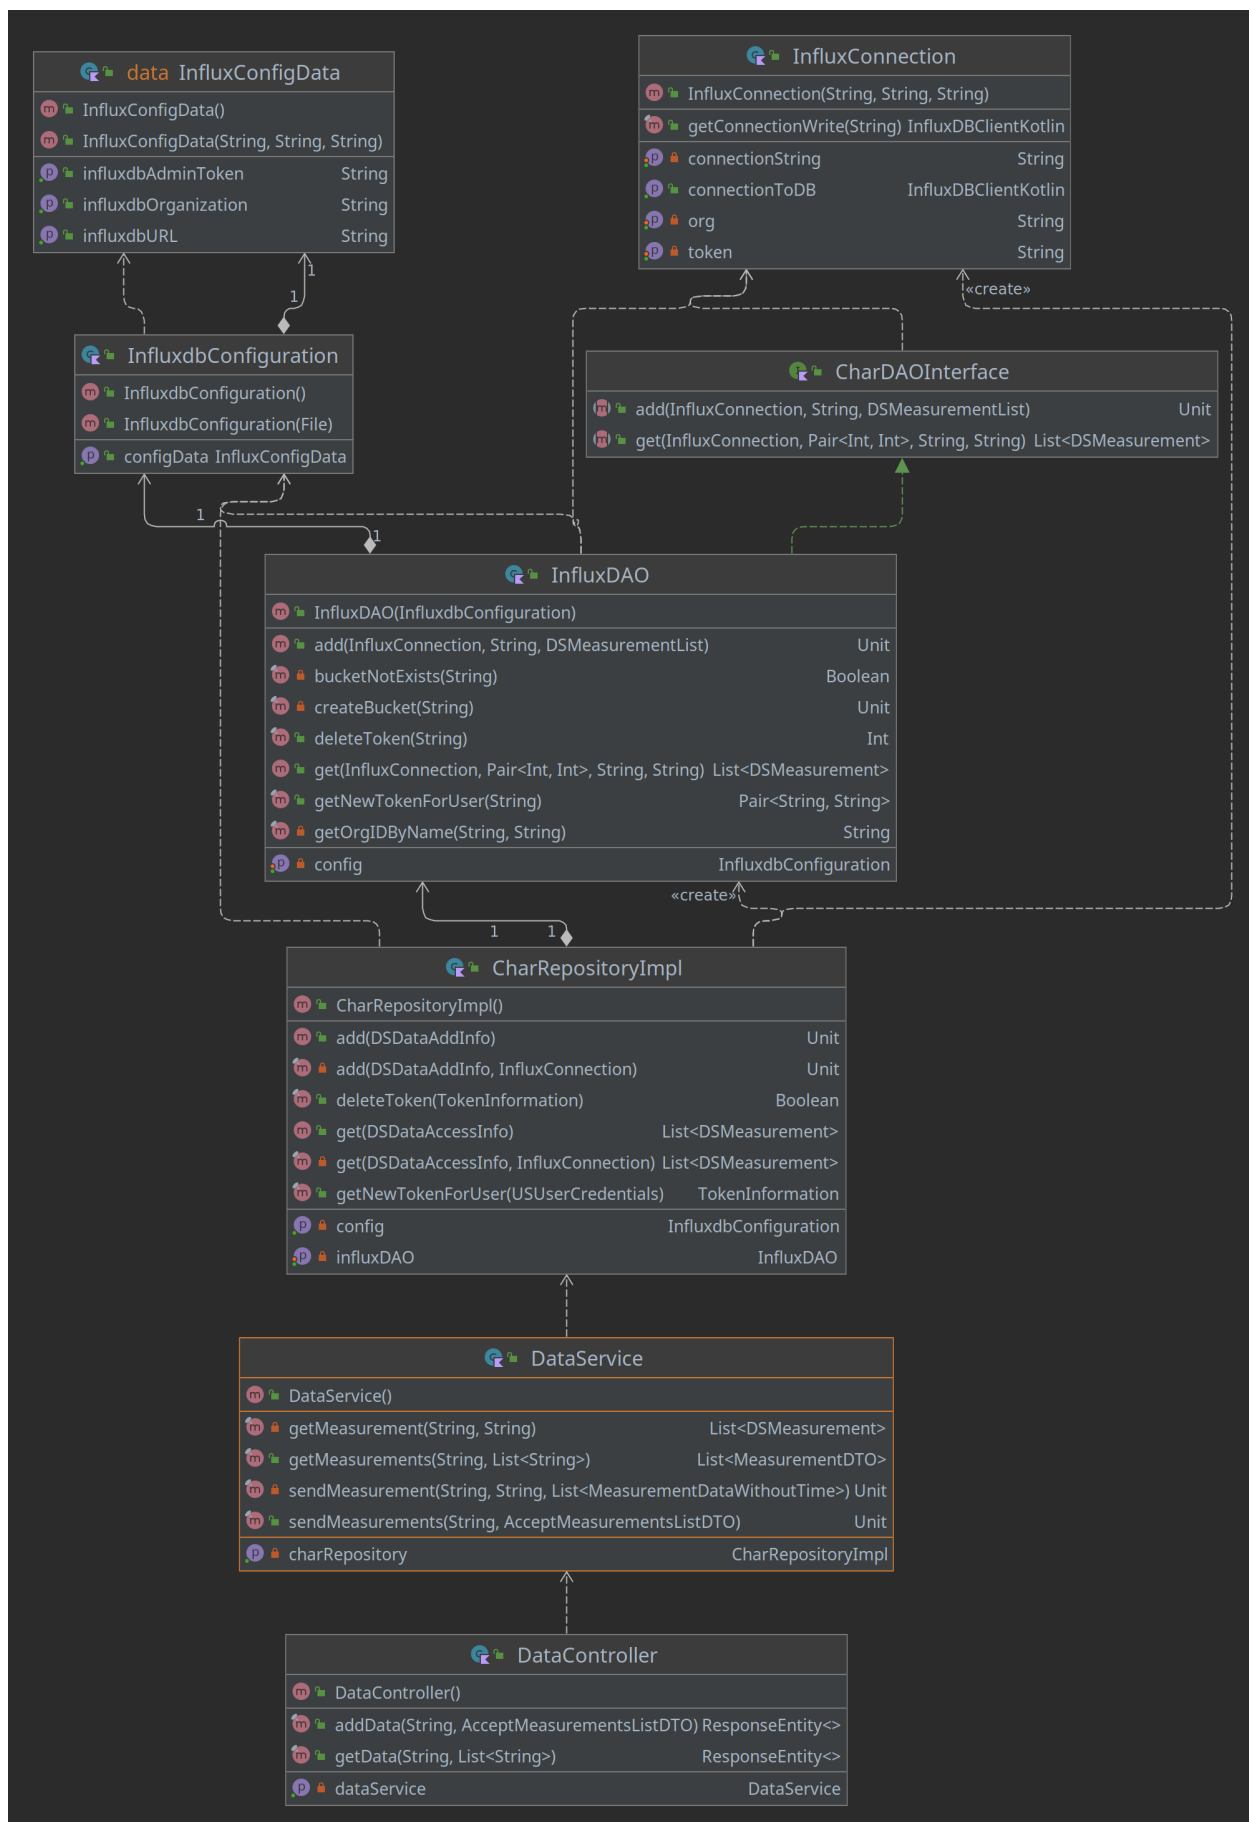 data InfluxConfigData
InfluxConfigData()
InfluxConfigData(String, String, String)
influxdbAdminToken String
influxdbOrganization String
influxdbURL String
InfluxConnection
InfluxConnection(String, String, String)
getConnectionWrite(String) InfluxDBClientKotlin
connectionString String
connectionToDB InfluxDBClientKotlin
org String
token String
1
1
«create»
InfluxdbConfiguration
InfluxdbConfiguration()
InfluxdbConfiguration(File)
configData InfluxConfigData
CharDAOInterface
add(InfluxConnection, String, DSMeasurementList) Unit
get(InfluxConnection, Pair<Int, Int>, String, String) List<DSMeasurement>
1
1
InfluxDAO
InfluxDAO(InfluxdbConfiguration)
add(InfluxConnection, String, DSMeasurementList) Unit
bucketNotExists(String) Boolean
createBucket(String) Unit
deleteToken(String) Int
get(InfluxConnection, Pair<Int, Int>, String, String) List<DSMeasurement>
getNewTokenForUser(String) Pair<String, String>
getOrgIDByName(String, String) String
config InfluxdbConfiguration
«create»
1 1
CharRepositoryImpl
CharRepositoryImpl()
add(DSDataAddInfo) Unit
add(DSDataAddInfo, InfluxConnection) Unit
deleteToken(TokenInformation) Boolean
get(DSDataAccessInfo) List<DSMeasurement>
get(DSDataAccessInfo, InfluxConnection) List<DSMeasurement>
getNewTokenForUser(USUserCredentials) TokenInformation
config InfluxdbConfiguration
influxDAO InfluxDAO
DataService
DataService()
getMeasurement(String, String) List<DSMeasurement>
getMeasurements(String, List<String>) List<MeasurementDTO>
sendMeasurement(String, String, List<MeasurementDataWithoutTime>) Unit
sendMeasurements(String, AcceptMeasurementsListDTO) Unit
charRepository CharRepositoryImpl
DataController
DataController()
addData(String, AcceptMeasurementsListDTO) ResponseEntity<>
getData(String, List<String>) ResponseEntity<>
dataService DataService